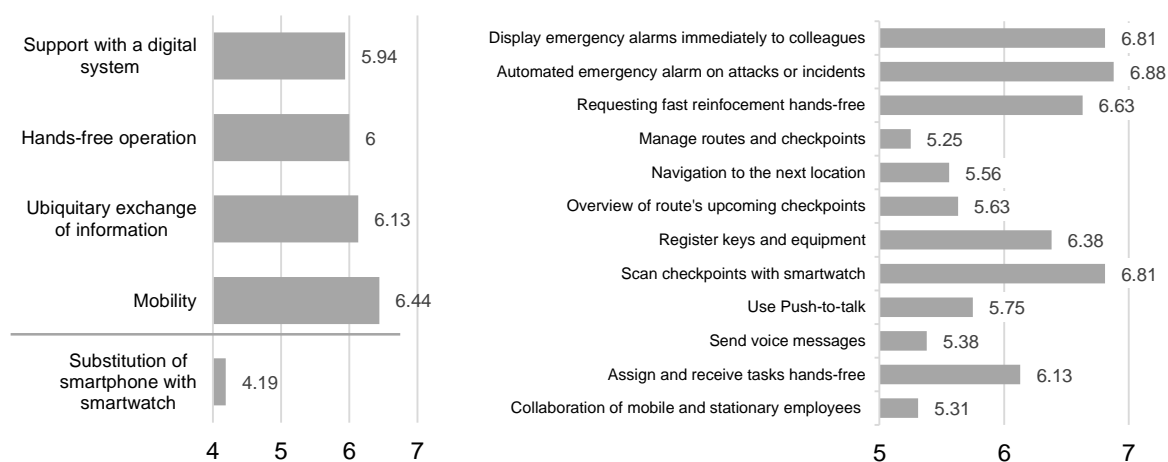 Support with a digital
system
5.94
Hands-free operation
6
Ubiquitary exchange
of information
6.13
Mobility
6.44
Substitution of
smartphone with
smartwatch
4.19
4 5 6 7
Display emergency alarms immediately to colleagues 6.81
Automated emergency alarm on attacks or incidents 6.88
Requesting fast reinfocement hands-free 6.63
Manage routes and checkpoints 5.25
Navigation to the next location 5.56
Overview of route's upcoming checkpoints 5.63
Register keys and equipment 6.38
Scan checkpoints with smartwatch 6.81
Use Push-to-talk 5.75
Send voice messages 5.38
Assign and receive tasks hands-free 6.13
Collaboration of mobile and stationary employees 5.31
5 6 7